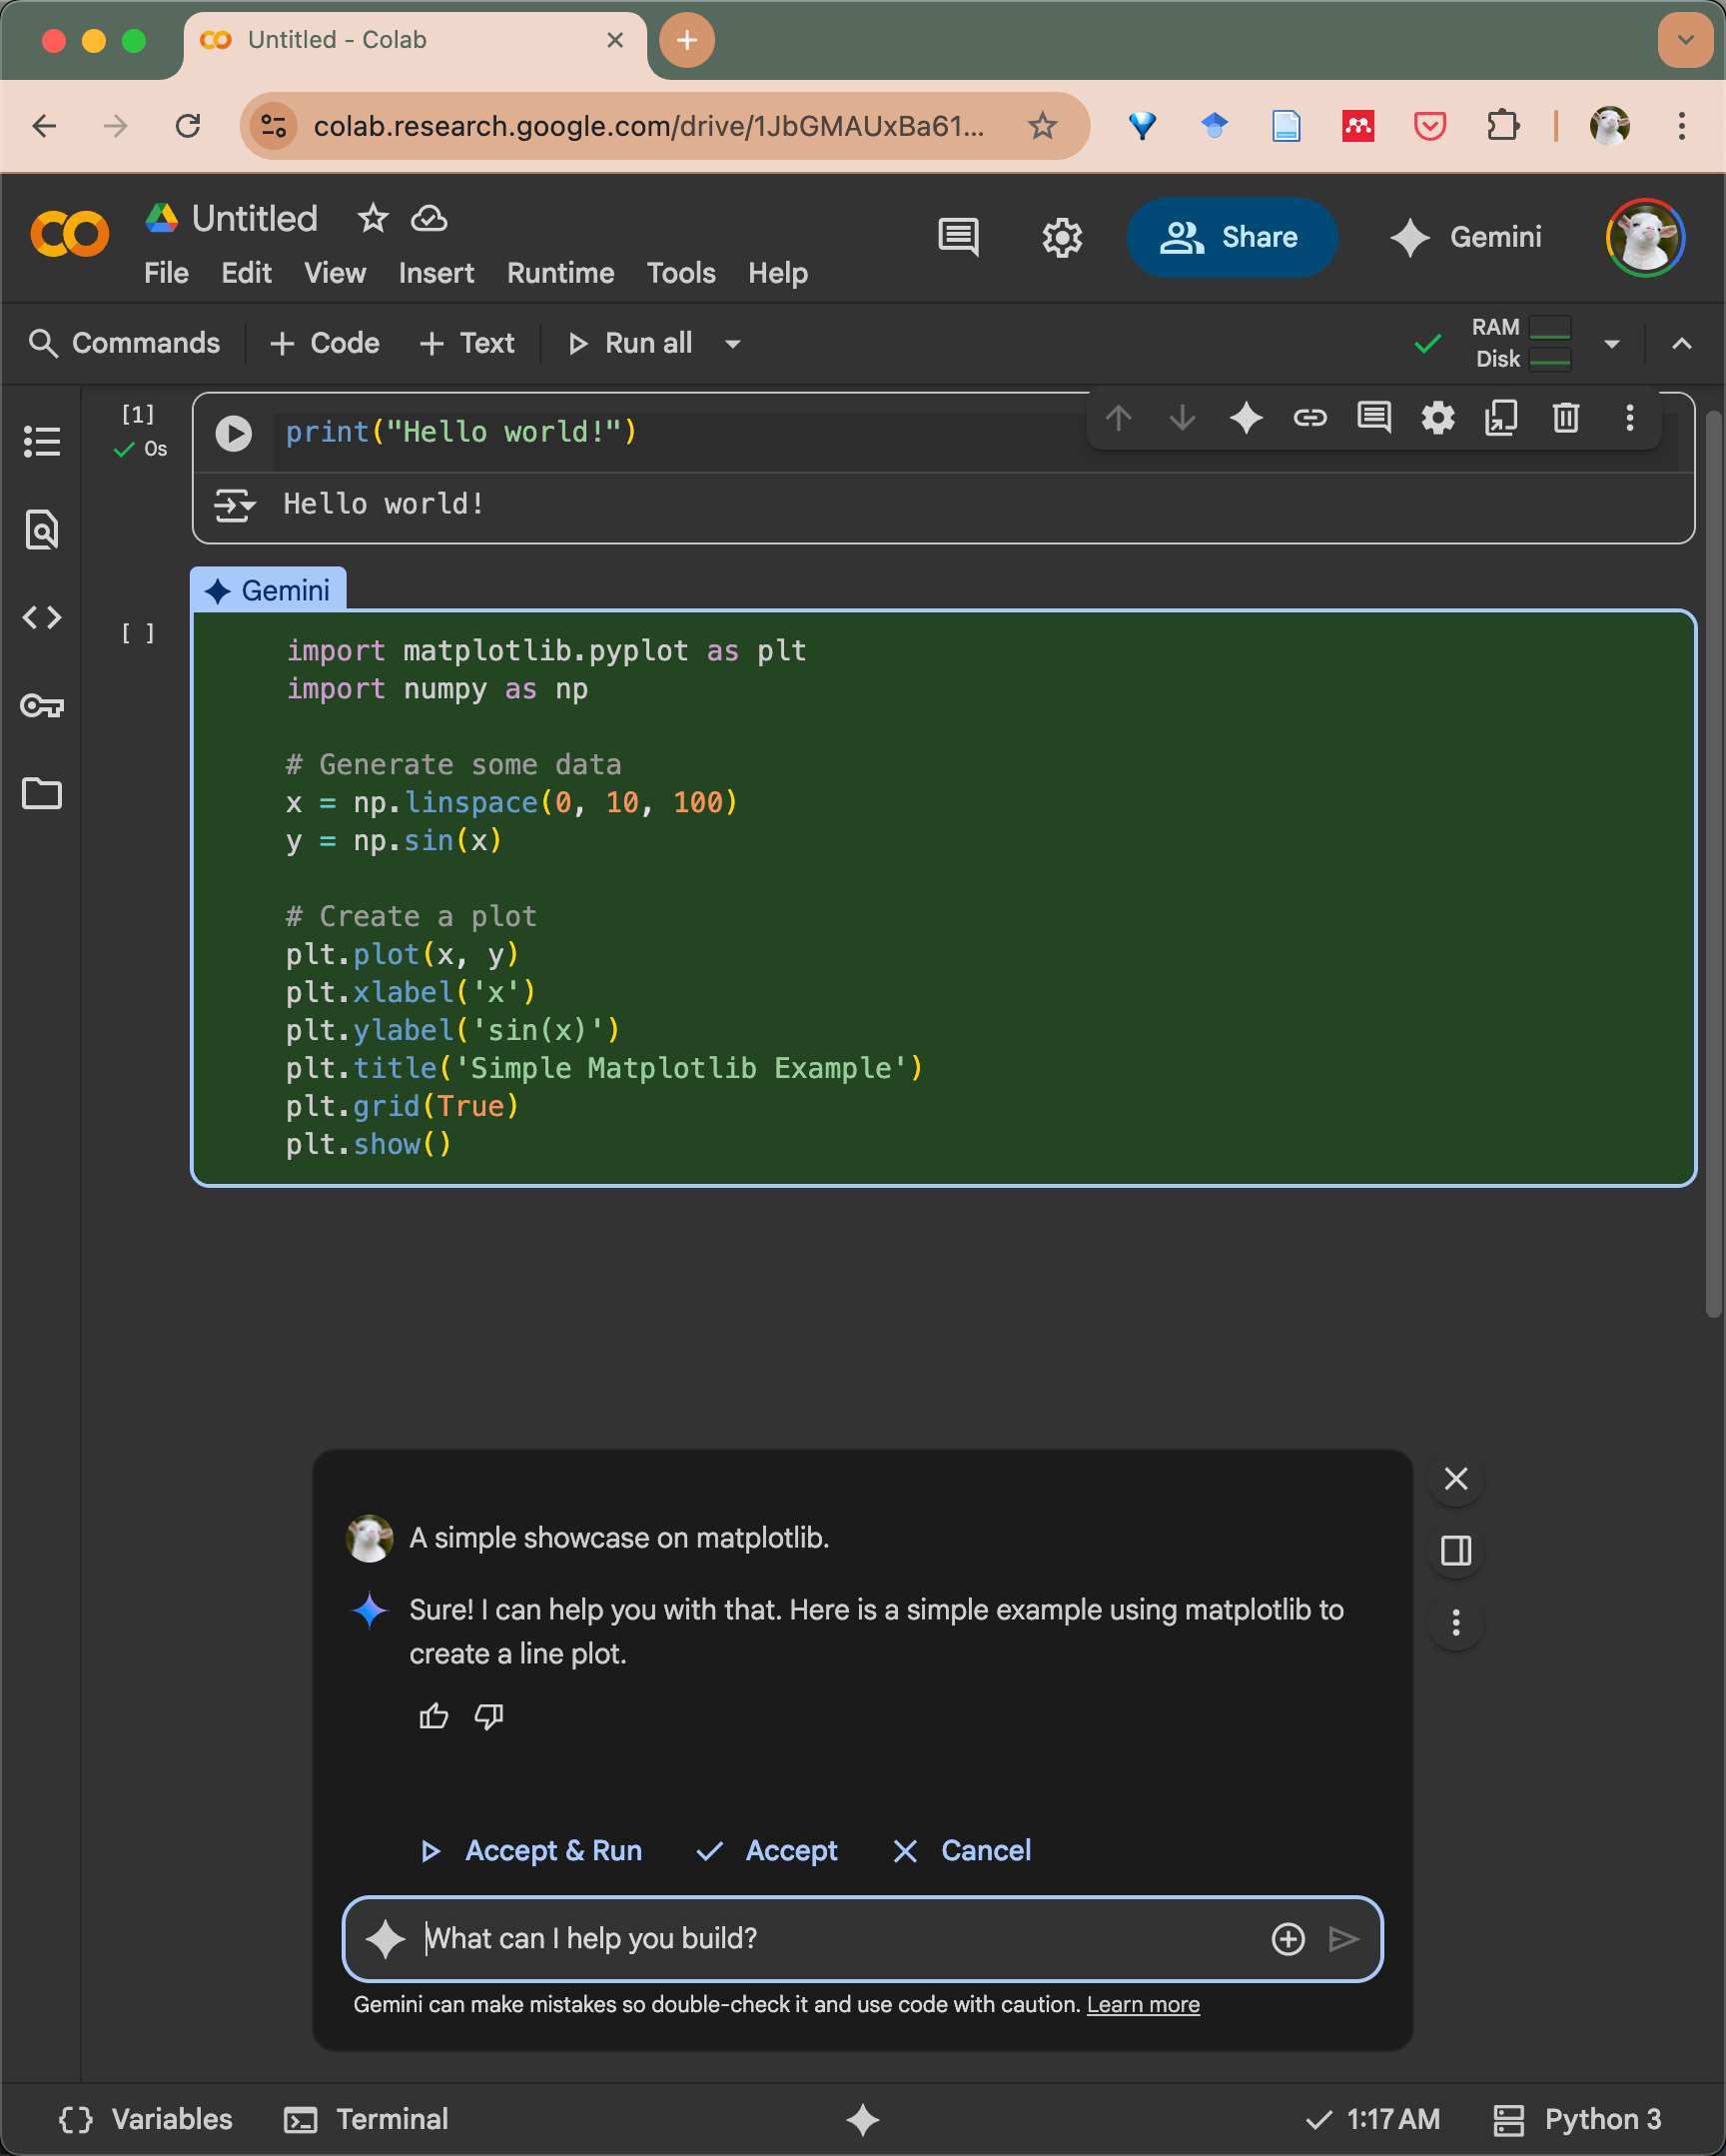 Untitled - Colab
colab.research.google.com/drive/1JbGMAUxBa61...
Untitled
Share
Gemini
File Edit View Insert Runtime Tools Help
Commands
Code
Text
Run all
RAM
Disk
[1]
0s
print("Hello world!")
Hello world!
Gemini
[ ]
import matplotlib.pyplot as plt
import numpy as np
# Generate some data
x = np.linspace(0, 10, 100)
y = np.sin(x)
# Create a plot
plt.plot(x, y)
plt.xlabel('x')
plt.ylabel('sin(x)')
plt.title('Simple Matplotlib Example')
plt.grid(True)
plt.show()
A simple showcase on matplotlib.
Sure! I can help you with that. Here is a simple example using matplotlib to
create a line plot.
Accept & Run
Accept
Cancel
What can I help you build?
Gemini can make mistakes so double-check it and use code with caution. Learn more
Variables
Terminal
1:17 AM
Python 3